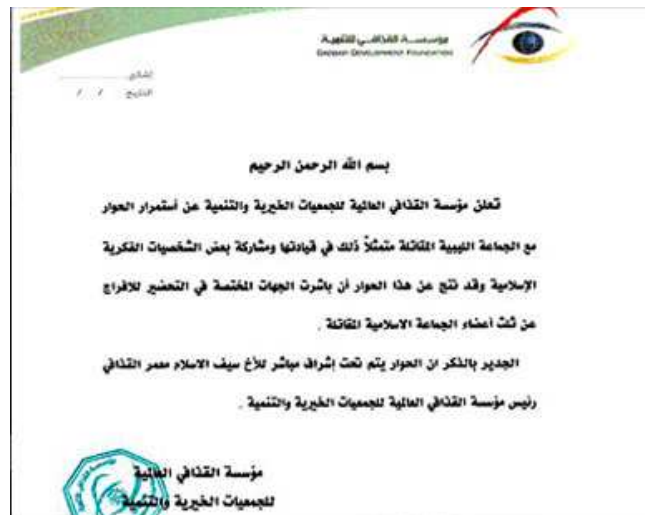 مؤسسة القذافي للتنمية
GADDAFI DEVELOPMENT FOUNDATION
التاريخ / /
بسم الله الرحمن الرحيم
تعلن مؤسسة القذافي العالمية للجمعيات الخيرية والتنمية عن أستمرار الحوار
مع الجماعة الليبية المقاتلة متمثلاً ذلك في قيادتها ومشاركة بعض الشخصيات الفكرية
الإسلامية وقد نتج عن هذا الحوار أن باشرت الجهات المختصة في التحضير للافراج
عن ثلث أعضاء الجماعة الاسلامية المقاتلة .
الجدير بالذكر ان الحوار يتم تحت إشراف مباشر للأخ سيف الاسلام معمر القذافي
رئيس مؤسسة القذافي العالمية للجمعيات الخيرية والتنمية .
مؤسسة القذافي العالمية
للجمعيات الخيرية والتنمية